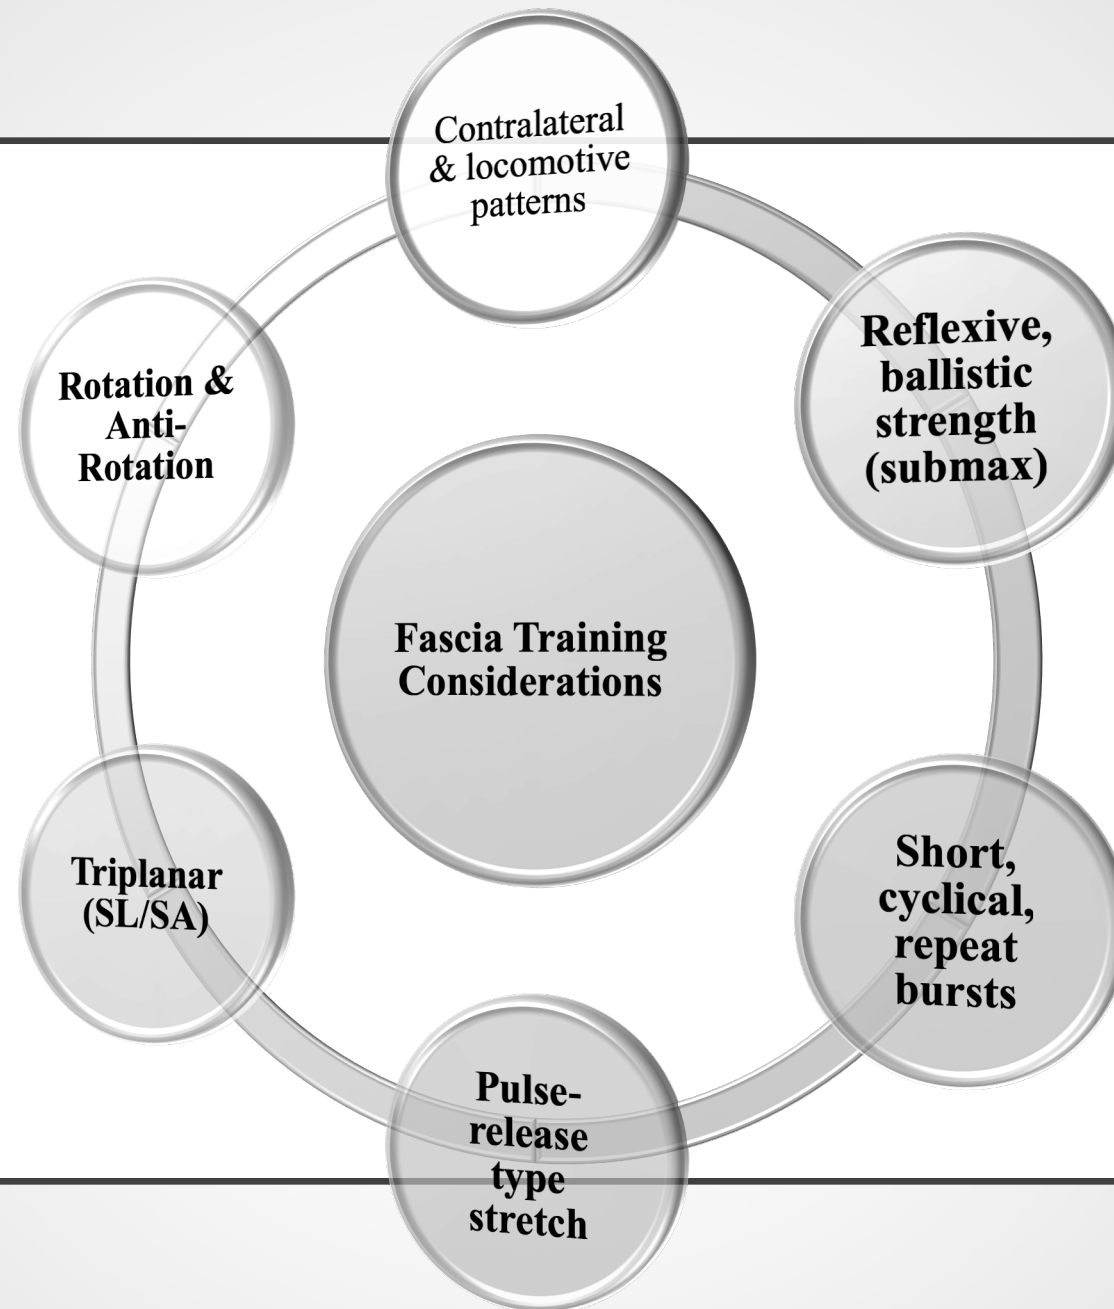 Contralateral
& locomotive
patterns
Reflexive,
ballistic
strength
(submax)
Short,
cyclical,
repeat
bursts
Pulse-
release
type
stretch
Triplanar
(SL/SA)
Rotation &
Anti-
Rotation
Fascia Training
Considerations